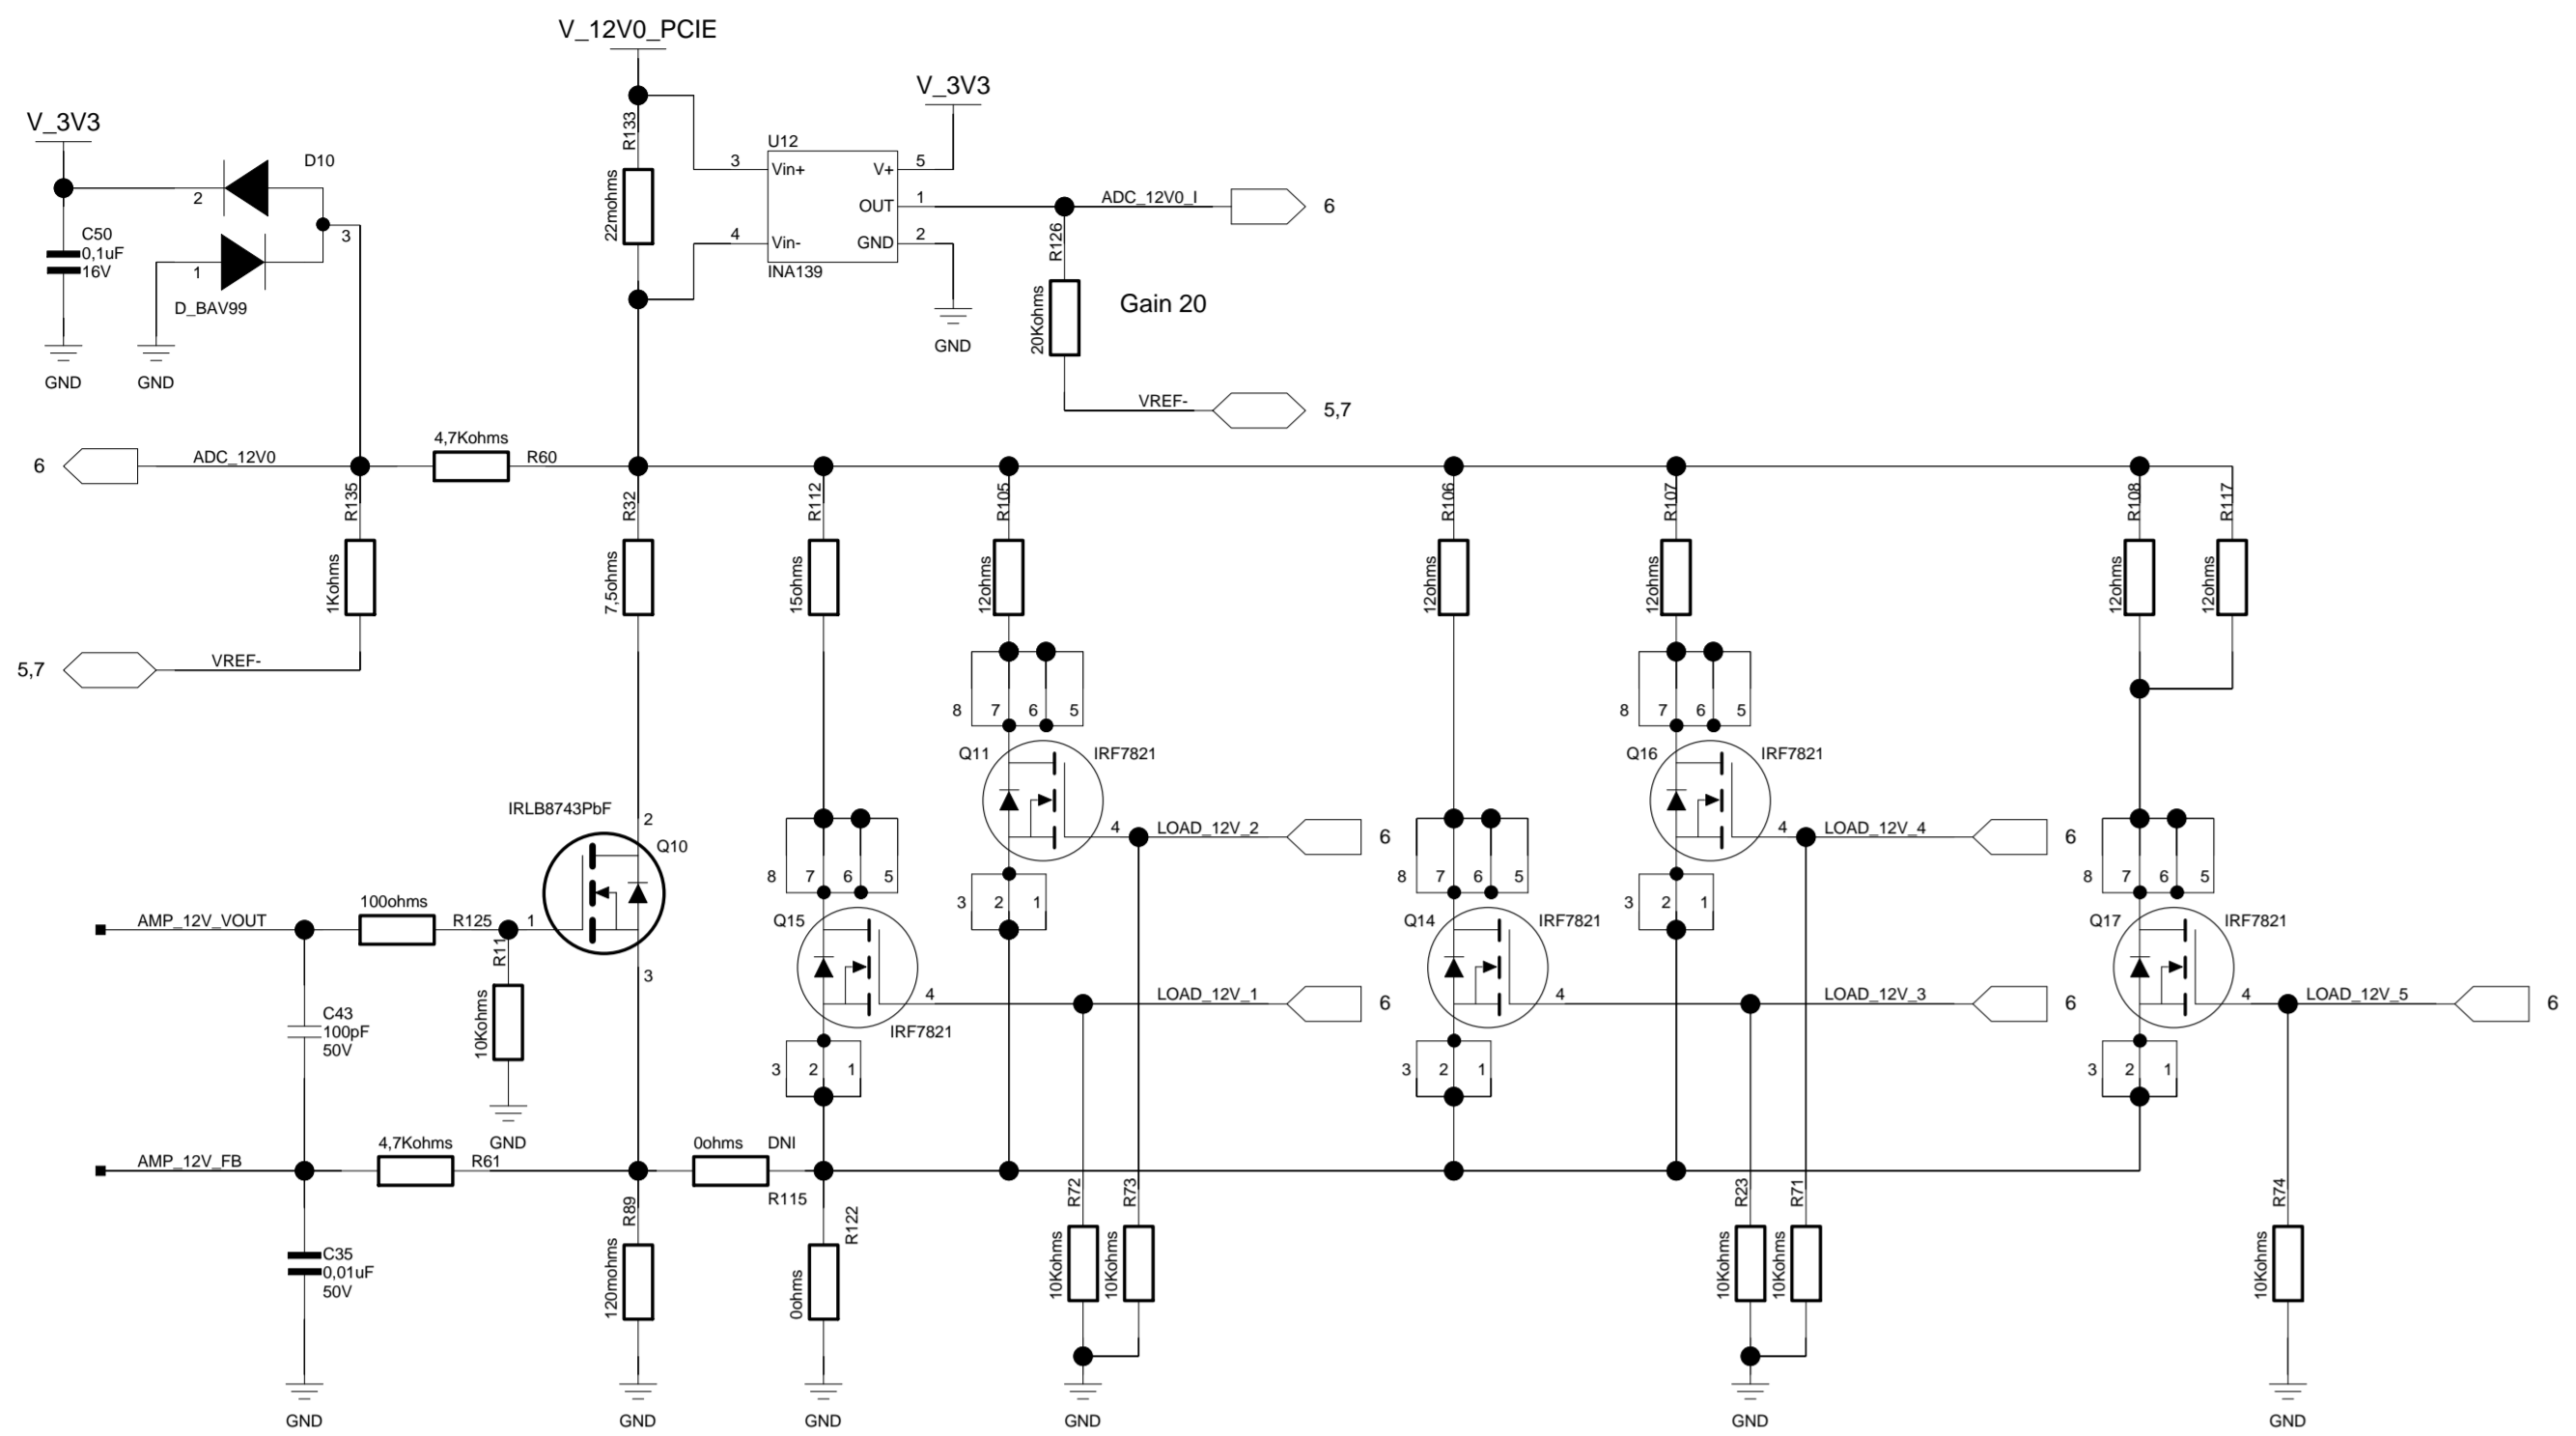 V_12V0_PCIE
V_3V3
V_3V3
D10
2
3
1
D_BAV99
C50
0,1uF
16V
GND
GND
R133
22mohms
U12
3
Vin+
V+
5
OUT
1
4
Vin-
GND
2
INA139
GND
ADC_12V0_I
6
R126
20Kohms
Gain 20
VREF-
5,7
6
ADC_12V0
4,7Kohms
R60
R135
1Kohms
5,7
VREF-
R32
7,5ohms
R112
15ohms
R105
12ohms
R106
12ohms
R107
12ohms
R108
12ohms
R117
12ohms
8
7
6
5
Q11
IRF7821
4
LOAD_12V_2
6
3
2
1
8
7
6
5
Q16
IRF7821
4
LOAD_12V_4
6
3
2
1
IRLB8743PbF
2
Q10
1
3
AMP_12V_VOUT
100ohms
R125
R11
10Kohms
GND
C43
100pF
50V
8
7
6
5
Q15
IRF7821
4
LOAD_12V_1
6
3
2
1
8
7
6
5
Q14
IRF7821
4
LOAD_12V_3
6
3
2
1
8
7
6
5
Q17
IRF7821
4
LOAD_12V_5
6
3
2
1
AMP_12V_FB
4,7Kohms
R61
0ohms
DNI
R115
C35
0,01uF
50V
GND
R89
120mohms
GND
R122
0ohms
GND
R72
10Kohms
R73
10Kohms
GND
R23
10Kohms
R71
10Kohms
GND
R74
10Kohms
GND